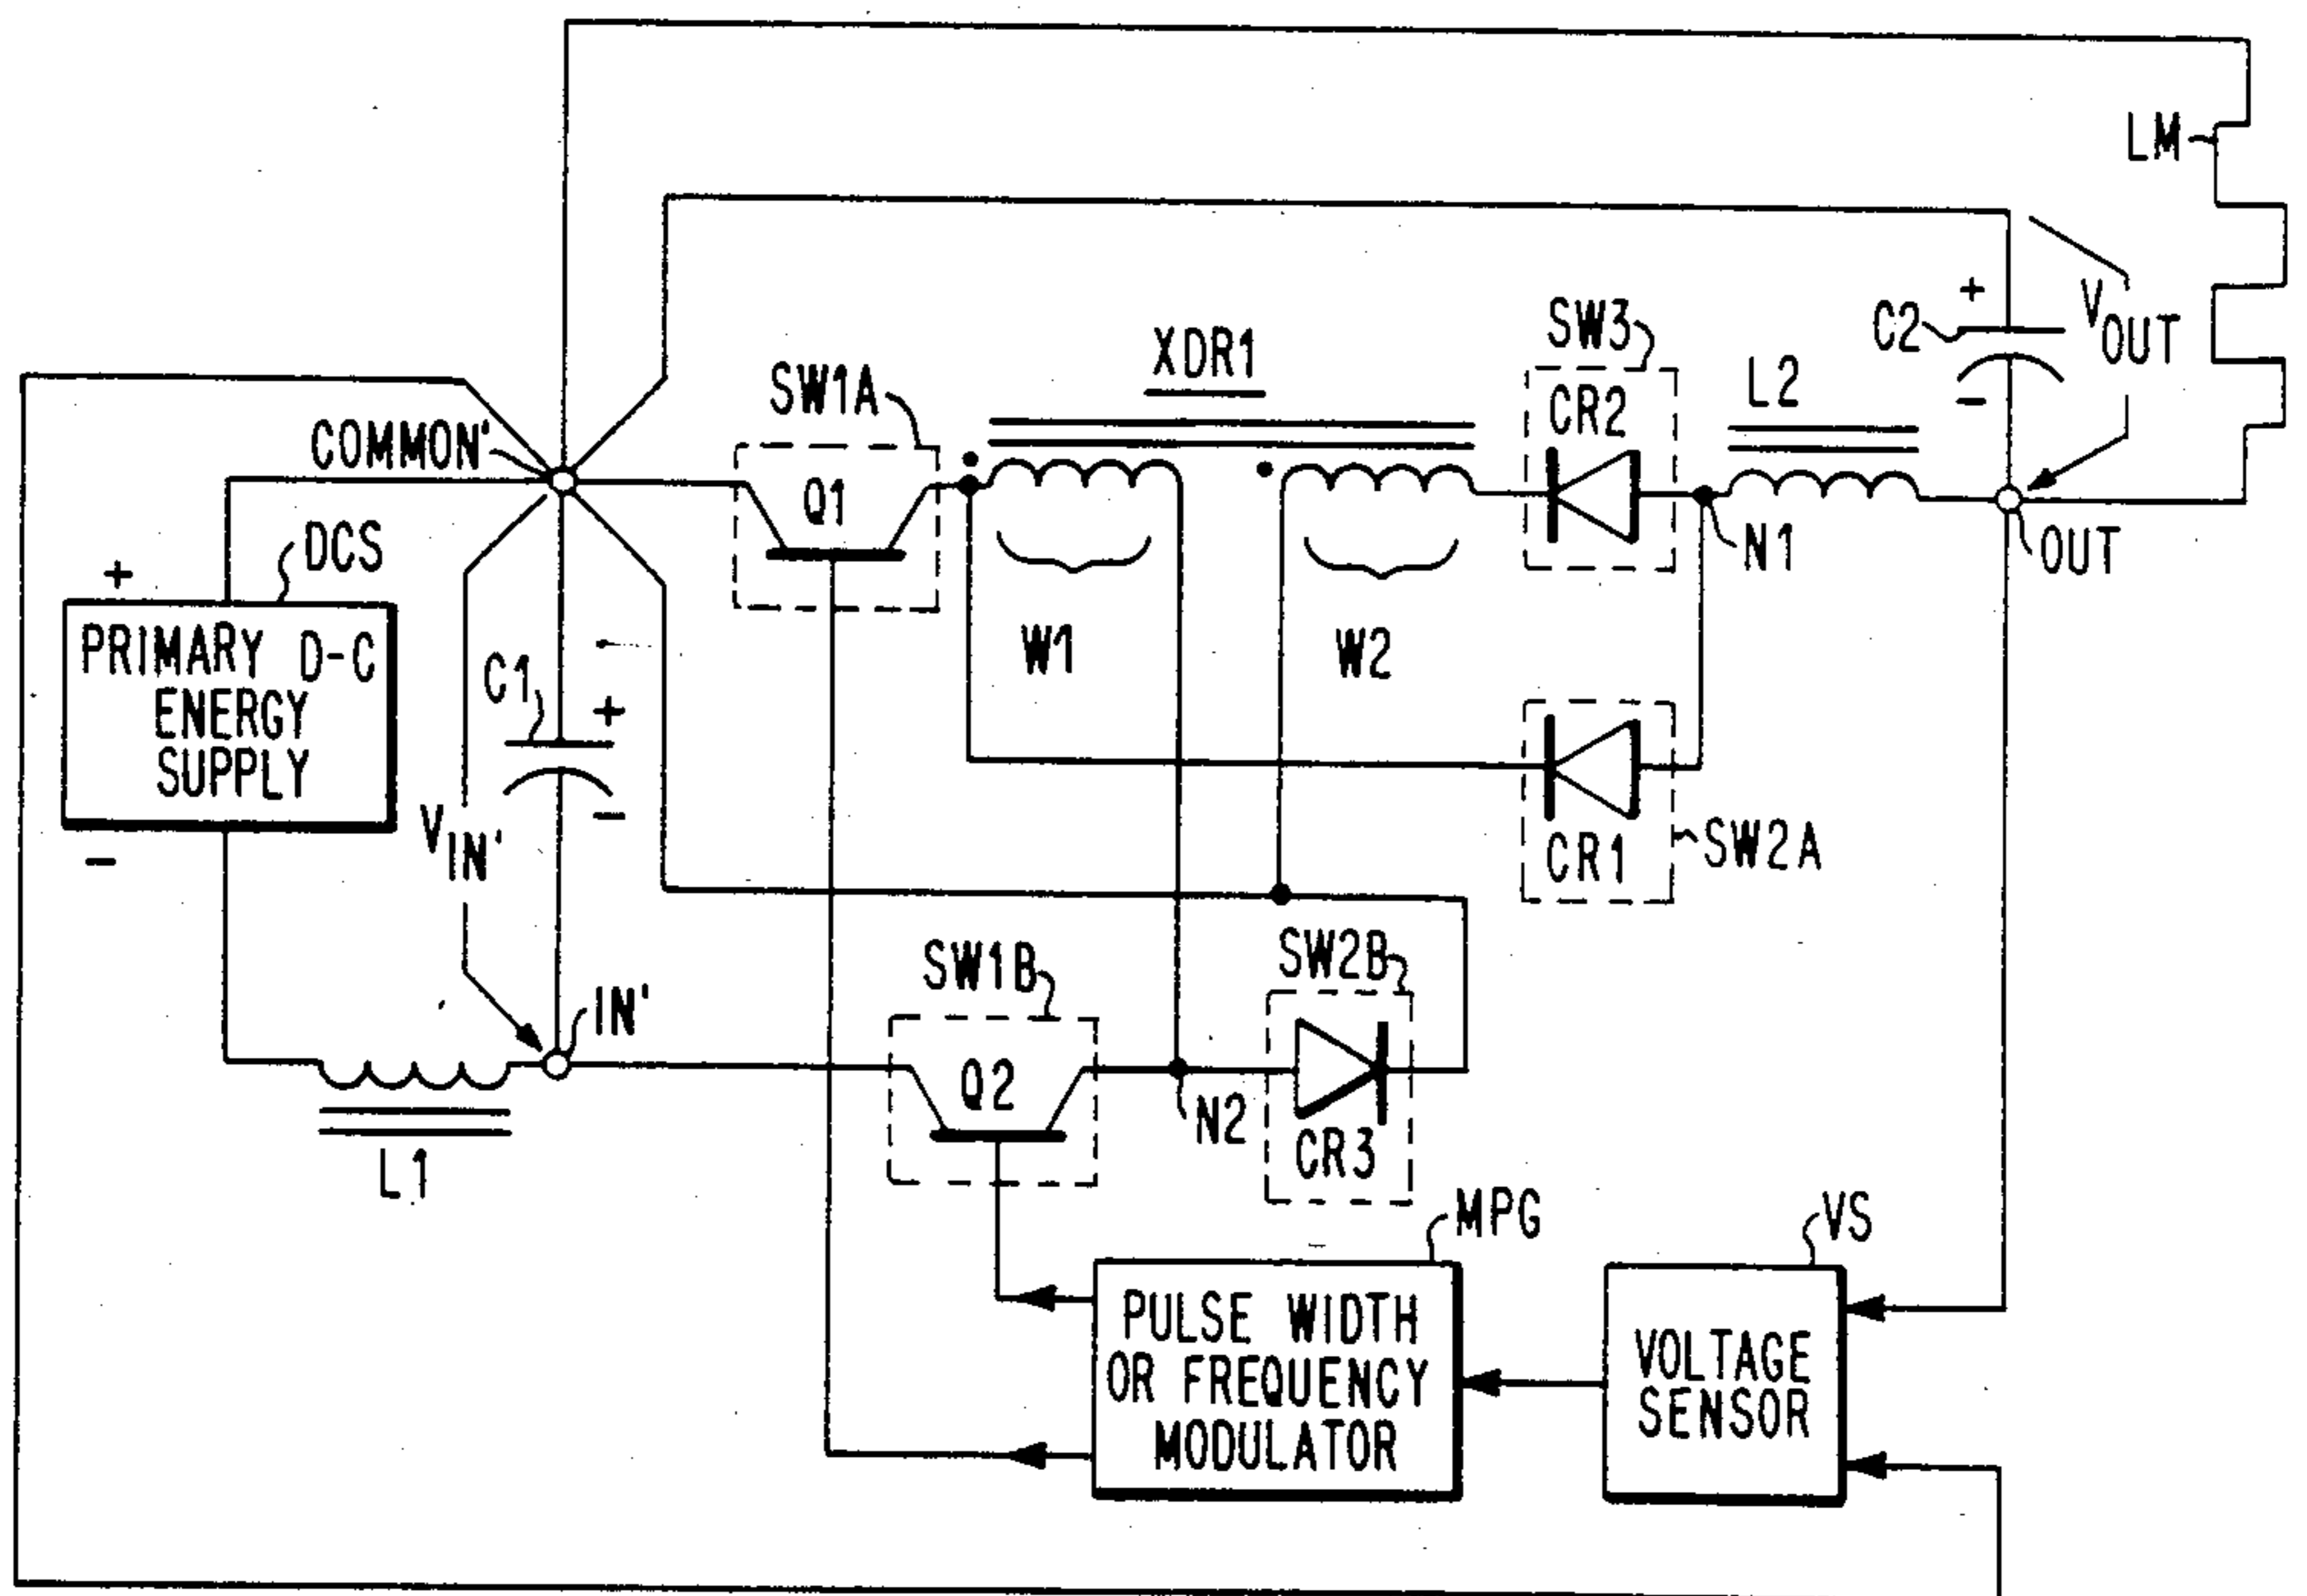 LM
SW3
C2
+
V
OUT
XDR1
L2
SW1A
CR2
COMMON'
Q1
−
DCS
N1
OUT
+
PRIMARY D-C
ENERGY
SUPPLY
C1
W1
W2
+
V
IN'
−
−
CR1
SW2A
SW1B
SW2B
IN'
Q2
N2
CR3
L1
MPG
VS
PULSE WIDTH
OR FREQUENCY
MODULATOR
VOLTAGE
SENSOR